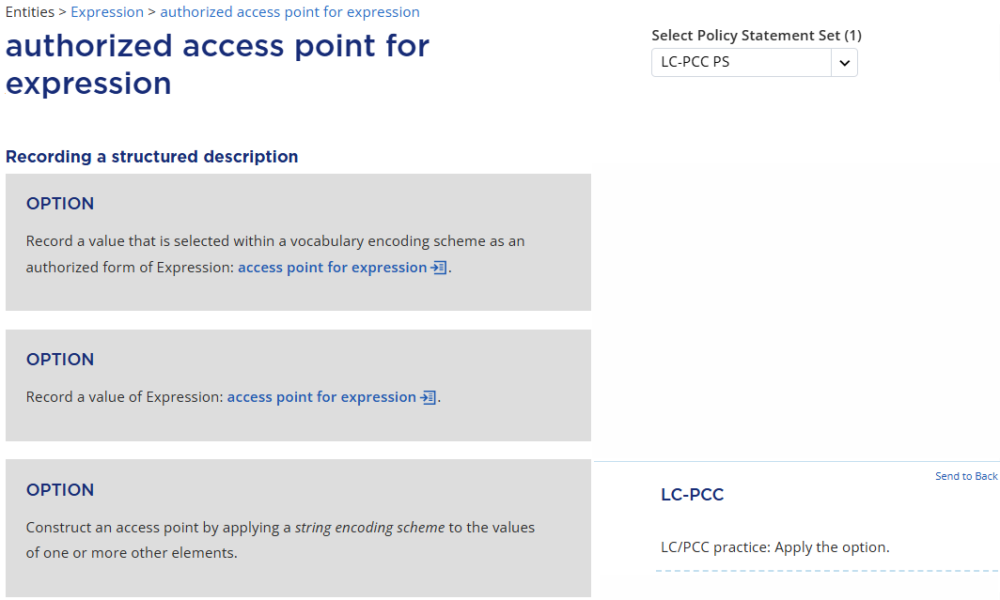 Entities > Expression > authorized access point for expression
authorized access point for
expression
Select Policy Statement Set (1)
LC-PCC PS
Recording a structured description
OPTION
Record a value that is selected within a vocabulary encoding scheme as an
authorized form of Expression: access point for expression.
OPTION
Record a value of Expression: access point for expression.
OPTION
Construct an access point by applying a string encoding scheme to the values
of one or more other elements.
Send to Back
LC-PCC
LC/PCC practice: Apply the option.